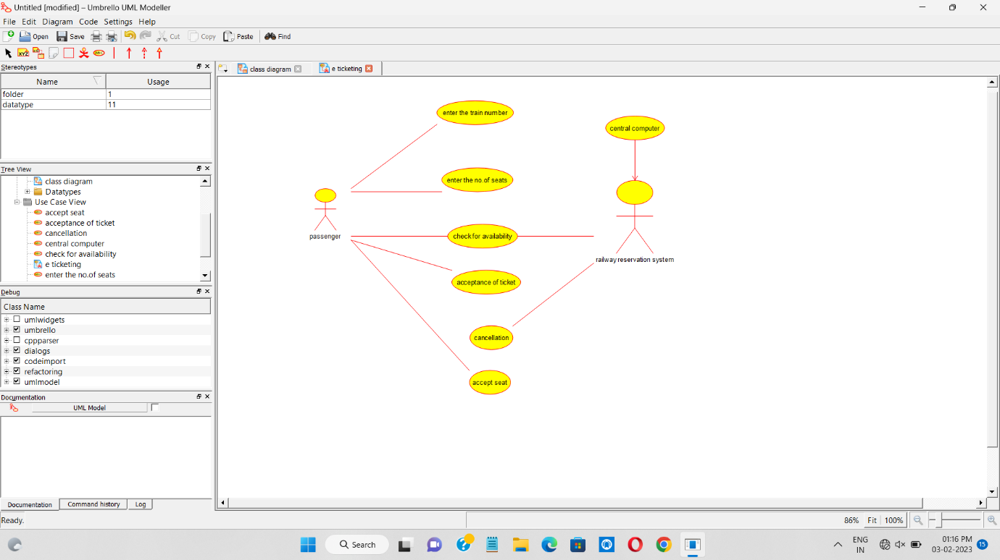 Untitled [modified] – Umbrello UML Modeller
File Edit Diagram Code Settings Help
Open Save Cut Copy Paste Find
XYZ ABC
Stereotypes
Name Usage
folder 1
datatype 11
Tree View
class diagram
Datatypes
Use Case View
accept seat
acceptance of ticket
cancellation
central computer
check for availability
e ticketing
enter the no.of seats
Debug
Class Name
umlwidgets
umbrello
cppparser
dialogs
codeimport
refactoring
umlmodel
Documentation
UML Model
Documentation Command history Log
class diagram e ticketing
enter the train number
central computer
enter the no.of seats
passenger
check for availability
railway reservation system
acceptance of ticket
cancellation
accept seat
Ready.
86% Fit 100%
Search
ENG
IN
01:16 PM
03-02-2023
15